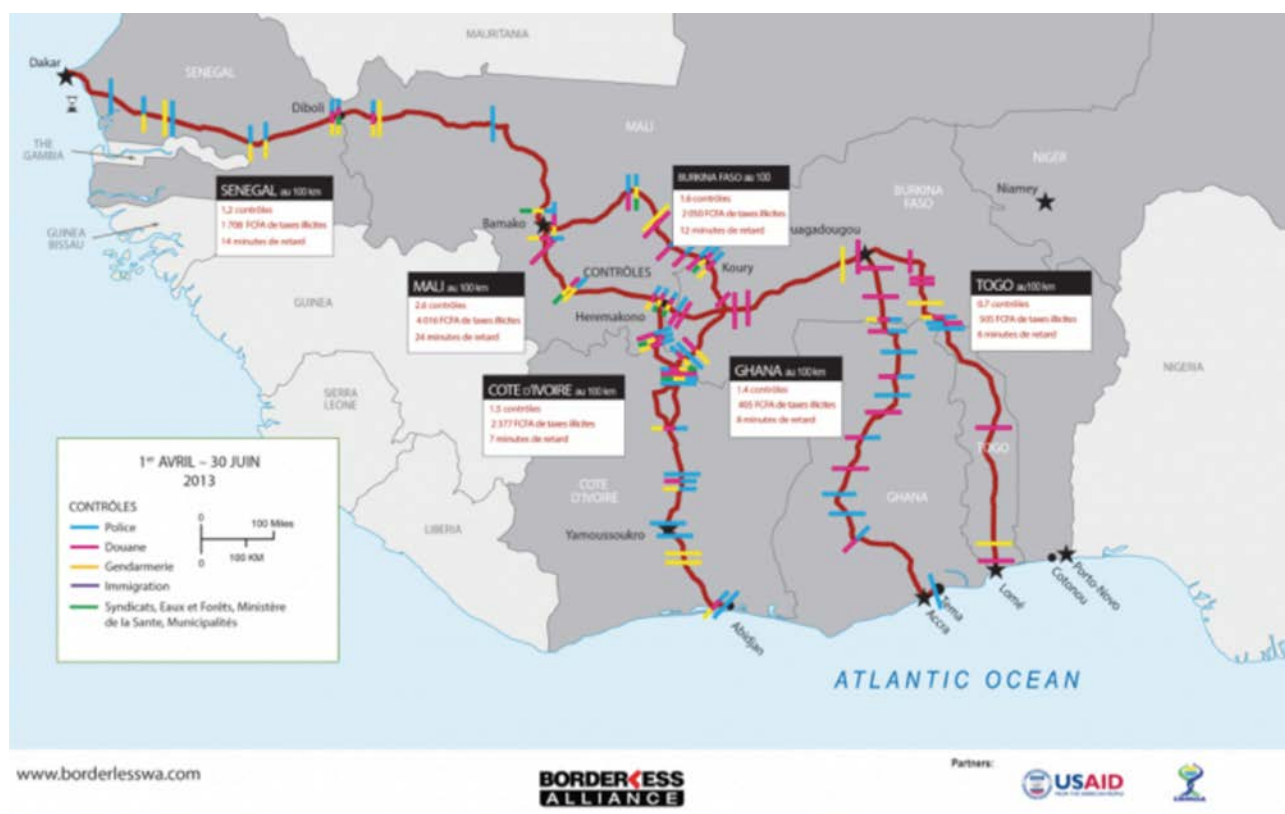 MAURITANIA
Dakar
SENEGAL
Diboli
MALI
THE
GAMBIA
NIGER
Niamey
BURKINA
FASO
GUINEA
BISSAU
SENEGAL au 100 km
1,2 contrôles
1 708 FCFA de taxes illicites
14 minutes de retard
BURKINA FASO au 100
1.6 contrôles
2 050 FCFA de taxes illicites
12 minutes de retard
Bamako
uagadougou
GUINEA
CONTRÔLES
Koury
MALI au 100 km
2.6 contrôles
4 016 FCFA de taxes illicites
24 minutes de retard
Heremakono
TOGO au100 km
0.7 contrôles
505 FCFA de taxes illicites
6 minutes de retard
NIGERIA
SIERRA
LEONE
COTE D'IVOIRE au 100 km
1.5 contrôles
2 377 FCFA de taxes illicites
7 minutes de retard
GHANA au 100 km
1.4 contrôles
405 FCFA de taxes illicites
8 minutes de retard
TOGO
COTE
D'IVOIRE
GHANA
LIBERIA
Yamoussoukro
Abidjan
Accra
Tema
Lomé
Cotonou
Porto-Novo
1er AVRIL – 30 JUIN
2013
CONTRÔLES
Police
Douane
Gendarmerie
Immigration
Syndicats, Eaux et Forêts, Ministère
de la Sante, Municipalités
0 100 Miles
0 100 KM
ATLANTIC OCEAN
www.borderlesswa.com
BORDERLESS
ALLIANCE
Partners:
USAID
FROM THE AMERICAN PEOPLE